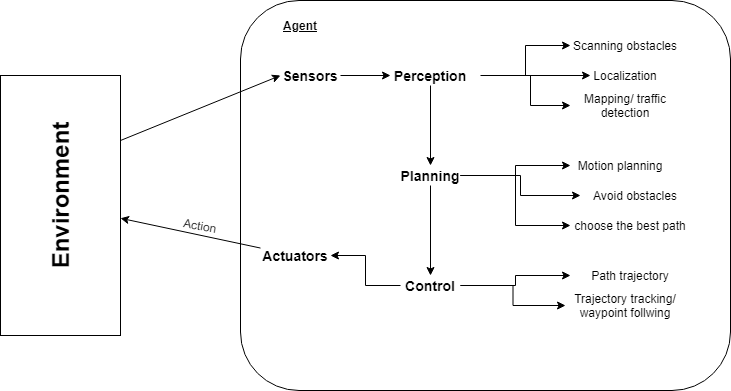 Agent
Scanning obstacles
Sensors
Perception
Localization
Mapping/ traffic
detection
Environment
Planning
Motion planning
Avoid obstacles
choose the best path
Action
Actuators
Control
Path trajectory
Trajectory tracking/
waypoint follwing